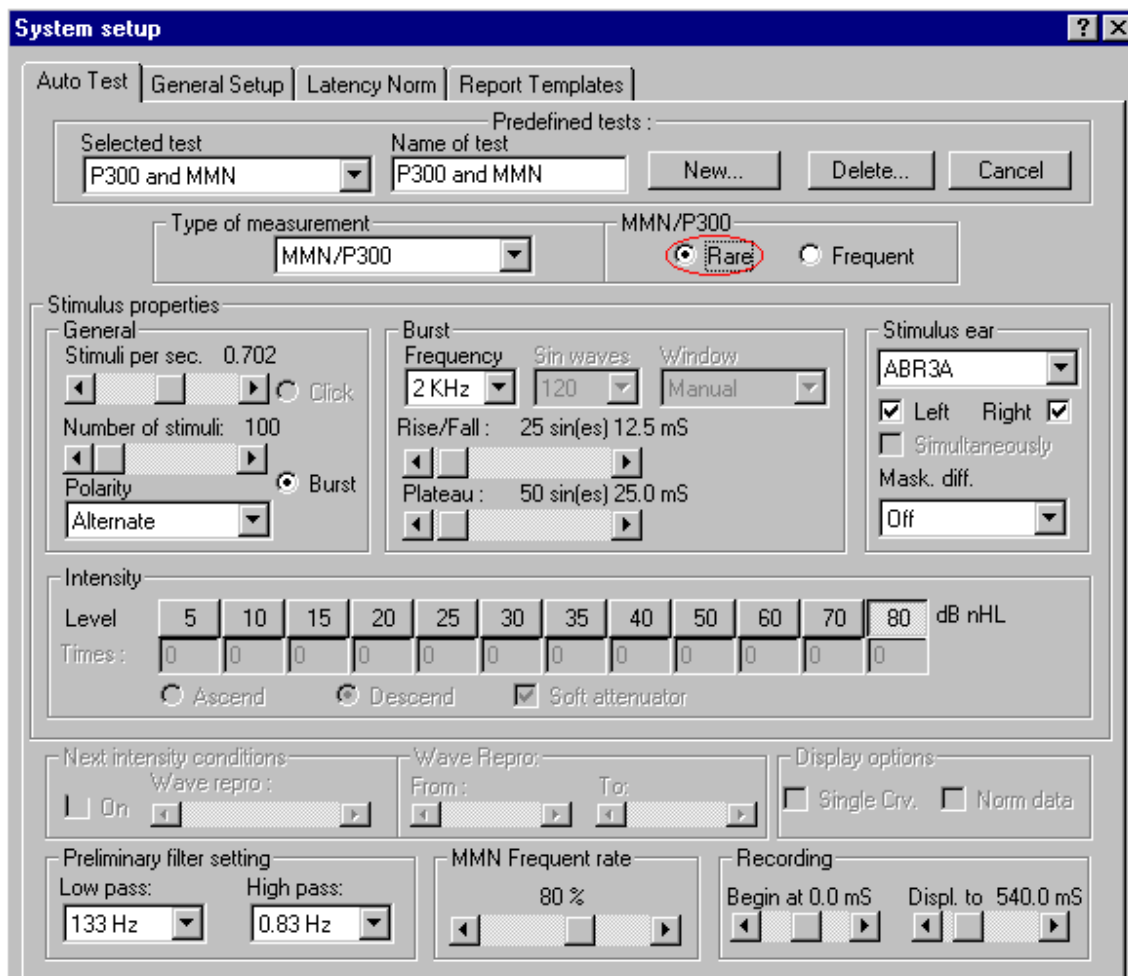 System setup
Auto Test General Setup Latency Norm Report Templates
Predefined tests :
Selected test Name of test
P300 and MMN P300 and MMN New... Delete... Cancel
Type of measurement MMN/P300
MMN/P300 Rare Frequent
Stimulus properties
General Burst Stimulus ear
Stimuli per sec. 0.702 Frequency Sin waves Window
ABR3A
Click 2 KHz 120 Manual
Left Right
Number of stimuli: 100 Rise/Fall : 25 sin(es) 12.5 mS
Simultaneously
Burst
Polarity Plateau : 50 sin(es) 25.0 mS Mask. diff.
Alternate Off
Intensity
Level 5 10 15 20 25 30 35 40 50 60 70 80 dB nHL
Times : 0 0 0 0 0 0 0 0 0 0 0 0
Ascend Descend Soft attenuator
Next intensity conditions Wave Repro: Display options
Wave repro : From : To:
On Single Crv. Norm data
Preliminary filter setting MMN Frequent rate Recording
Low pass: High pass: 80 % Begin at 0.0 mS Displ. to 540.0 mS
133 Hz 0.83 Hz